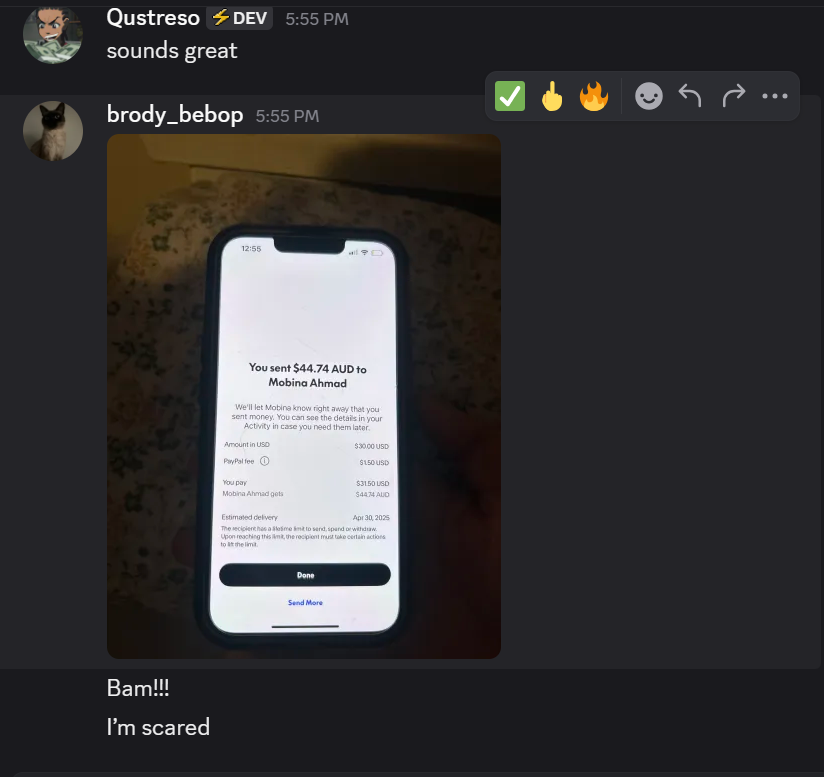 Qustreso ⚡DEV 5:55 PM
sounds great
brody_bebop 5:55 PM
12:55
You sent $44.74 AUD to
Mobina Ahmad
We'll let Mobina know right away that you
sent money. You can see the details in your
Activity in case you need them later.
Amount in USD $30.00 USD
PayPal fee $1.50 USD
You pay $31.50 USD
Mobina Ahmad gets $44.74 AUD
Estimated delivery Apr 30, 2025
The recipient has a lifetime limit to send, spend or withdraw.
Upon reaching this limit, the recipient must take certain actions
to lift the limit.
Done
Send More
Bam!!!
I’m scared